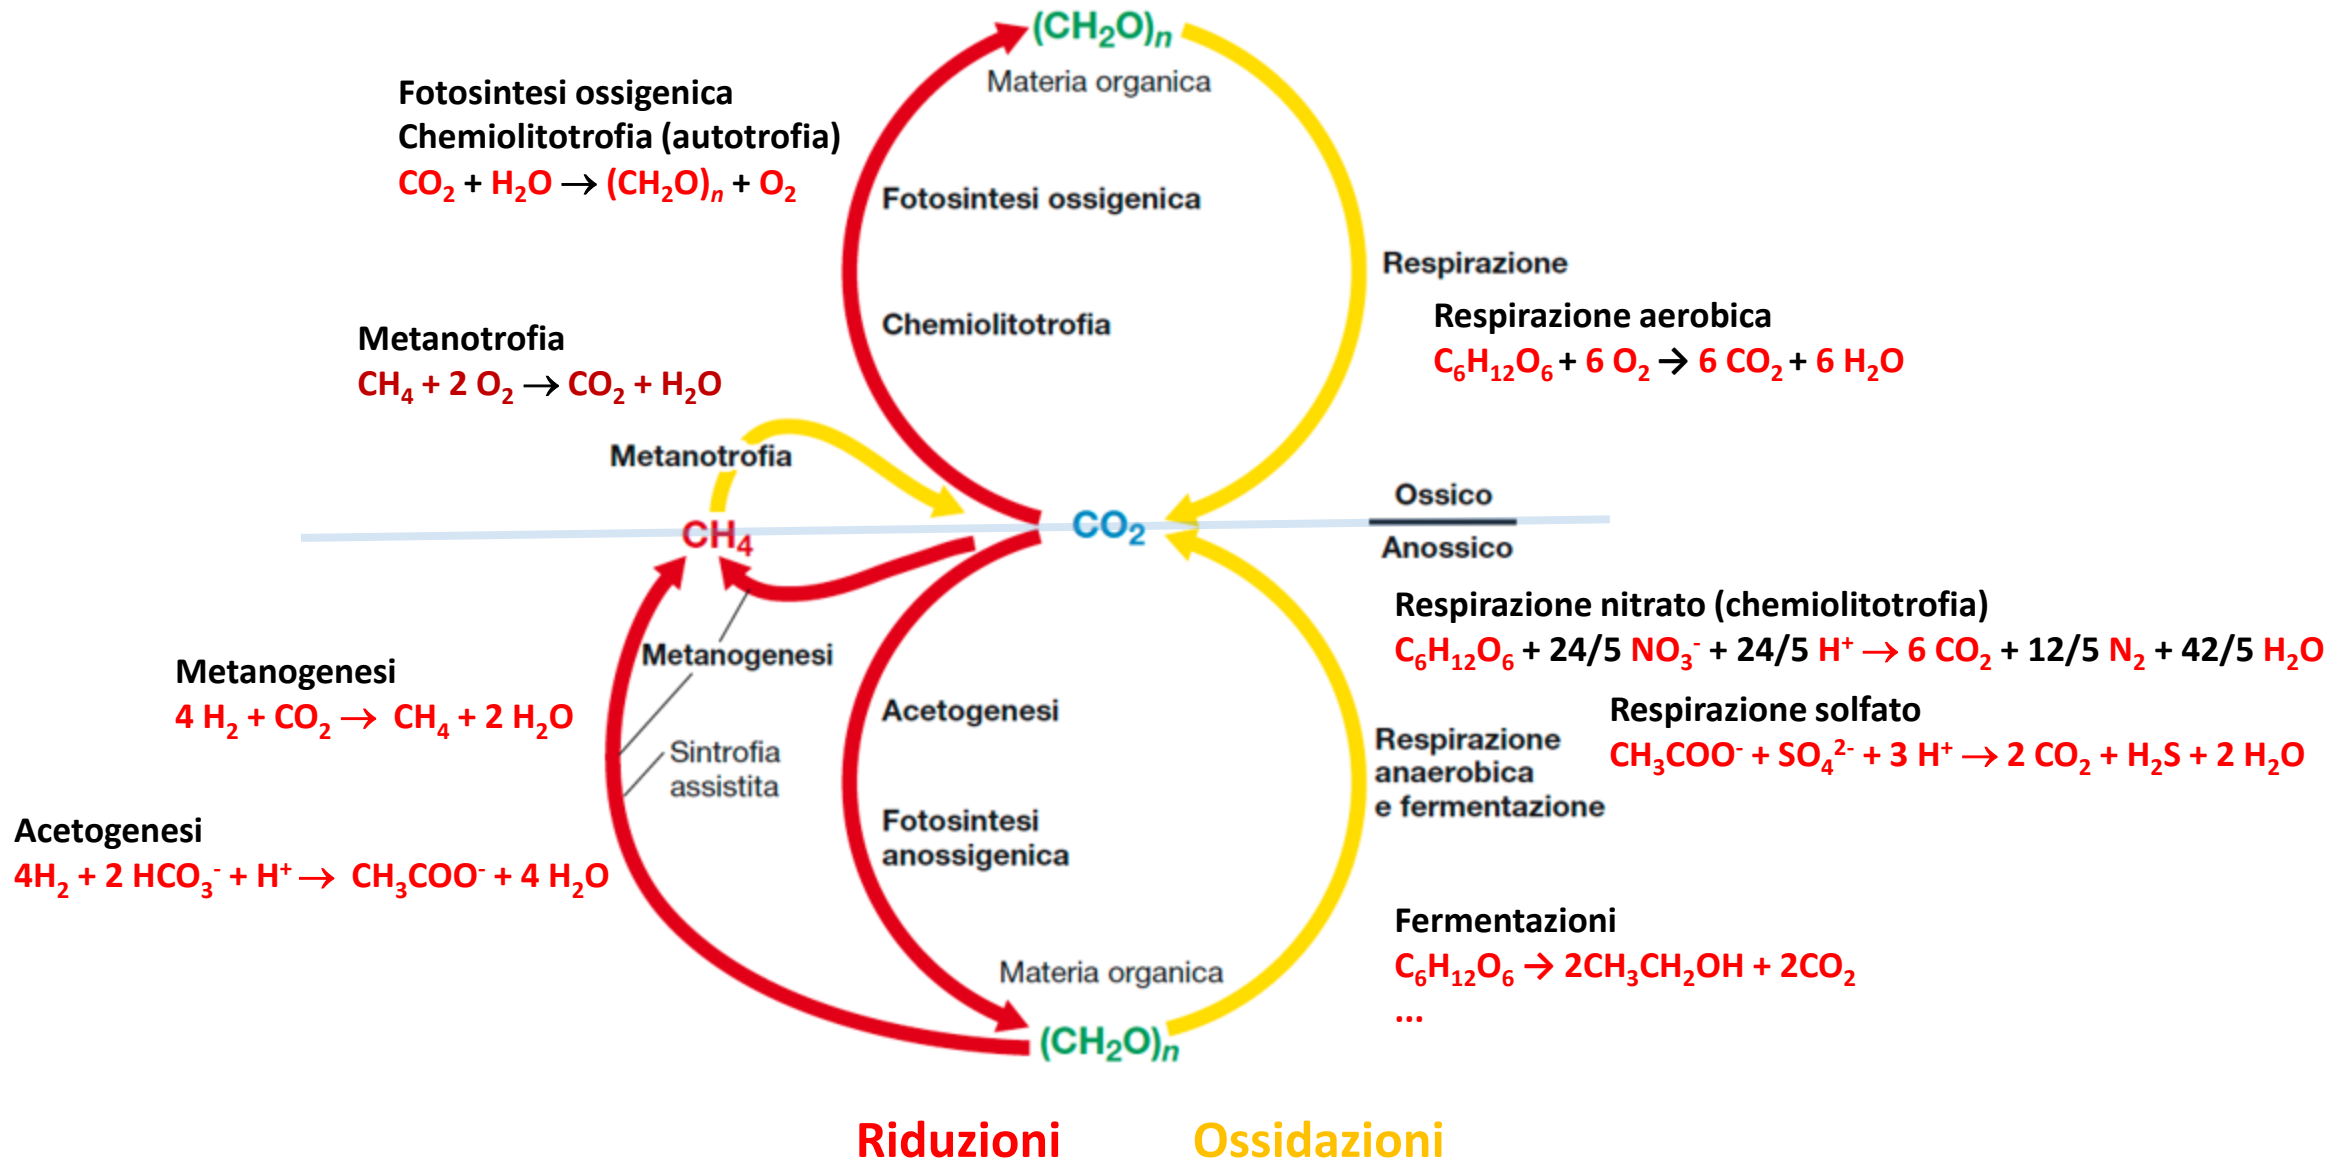 (CH₂O)n
Materia organica
Fotosintesi ossigenica
Chemiolitotrofia (autotrofia)
CO₂ + H₂O → (CH₂O)n + O₂
Fotosintesi ossigenica
Chemiolitotrofia
Respirazione
Respirazione aerobica
C₆H₁₂O₆ + 6 O₂ → 6 CO₂ + 6 H₂O
Metanotrofia
CH₄ + 2 O₂ → CO₂ + H₂O
Metanotrofia
CH₄
CO₂
Ossico
Anossico
Respirazione nitrato (chemiolitotrofia)
C₆H₁₂O₆ + 24/5 NO₃⁻ + 24/5 H⁺ → 6 CO₂ + 12/5 N₂ + 42/5 H₂O
Respirazione solfato
CH₃COO⁻ + SO₄²⁻ + 3 H⁺ → 2 CO₂ + H₂S + 2 H₂O
Metanogenesi
4 H₂ + CO₂ → CH₄ + 2 H₂O
Metanogenesi
Sintrofia
assistita
Acetogenesi
Fotosintesi
anossigenica
Respirazione
anaerobica
e fermentazione
Acetogenesi
4H₂ + 2 HCO₃⁻ + H⁺ → CH₃COO⁻ + 4 H₂O
Fermentazioni
C₆H₁₂O₆ → 2CH₃CH₂OH + 2CO₂
...
Materia organica
(CH₂O)n
Riduzioni
Ossidazioni